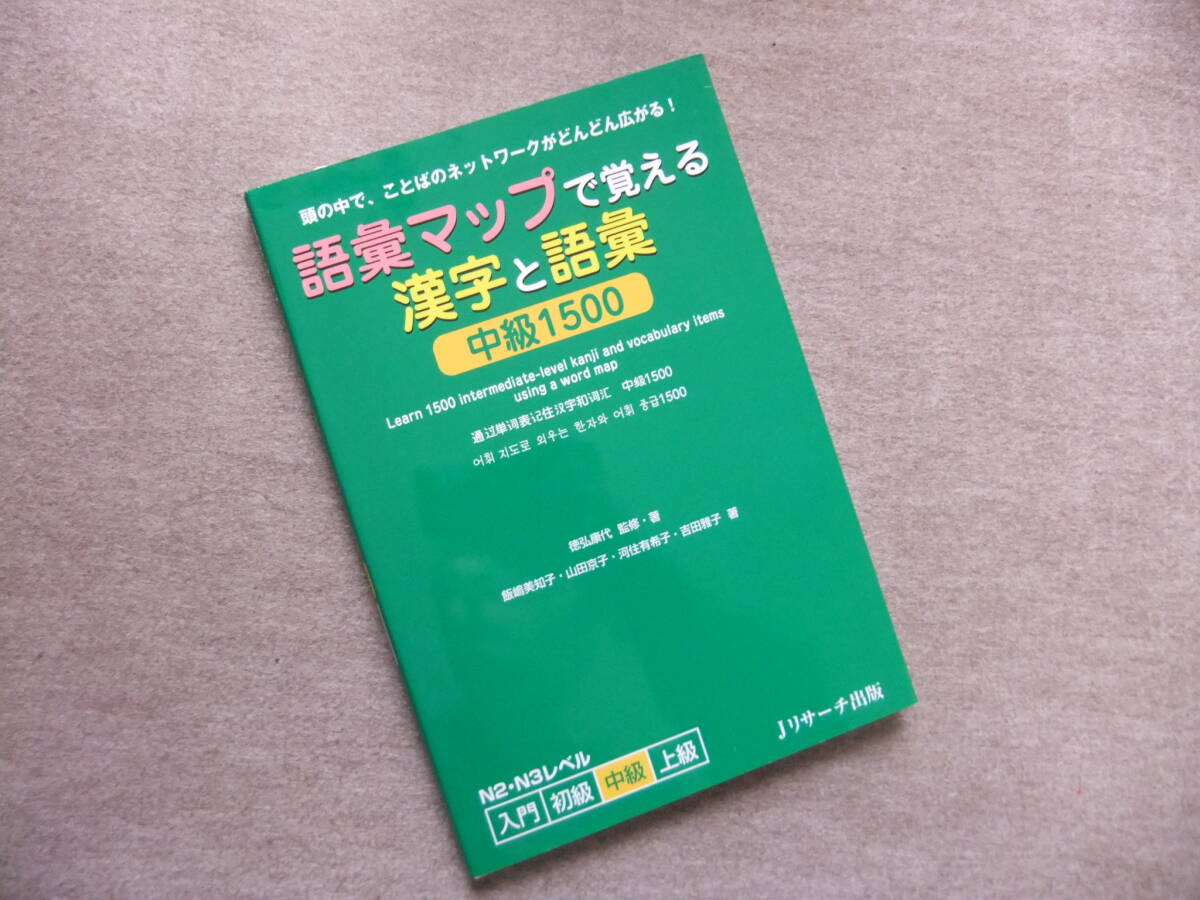 頭の中で、ことばのネットワークがどんどん広がる！
語彙マップで覚える
漢字と語彙
中級1500
Learn 1500 intermediate-level kanji and vocabulary items
using a word map
通过单词表记住汉字和词汇 中级1500
어휘 지도로 외우는 한자와 어휘 중급1500
徳弘康代 監修・著
飯嶋美知子・山田京子・河住有希子・吉田雅子 著
Jリサーチ出版
N2・N3レベル
入門 初級 中級 上級